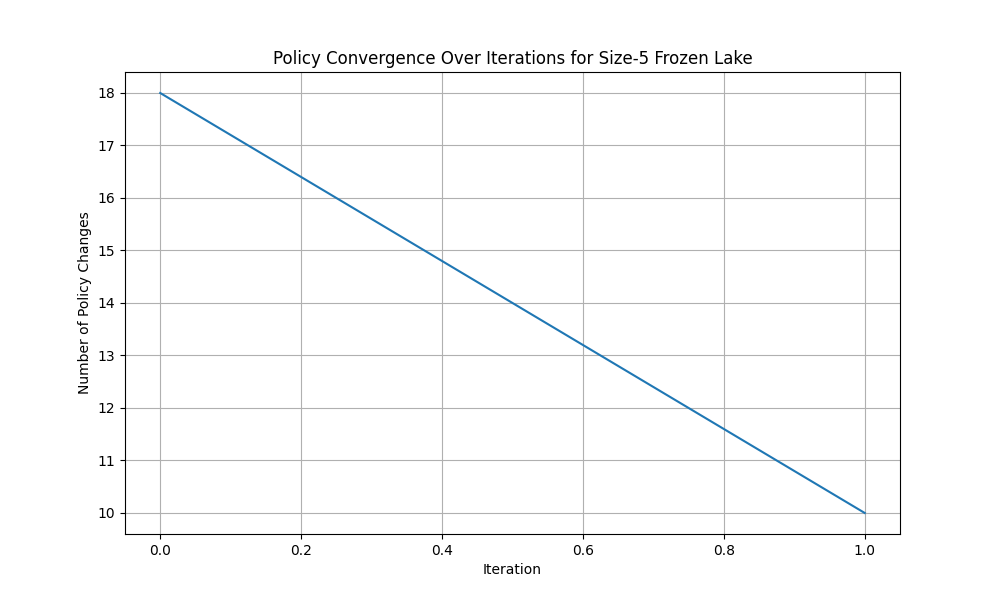 Policy Convergence Over Iterations for Size-5 Frozen Lake
Number of Policy Changes
18
17
16
15
14
13
12
11
10
0.0 0.2 0.4 0.6 0.8 1.0
Iteration